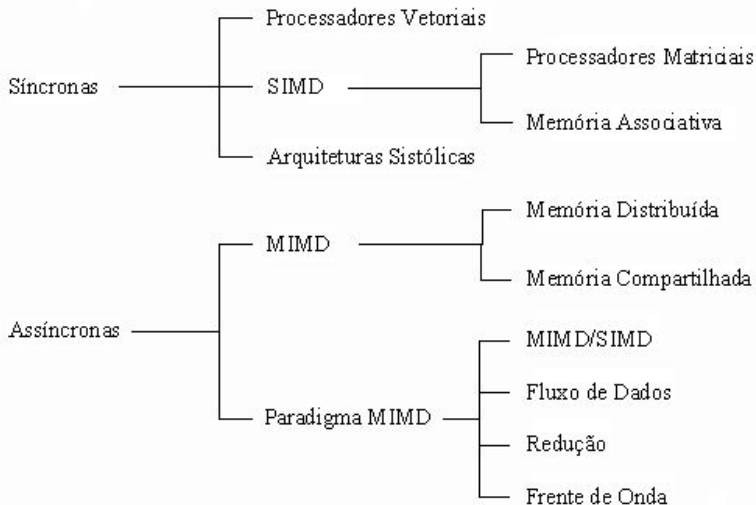 Processadores Vetoriais
Síncronas
SIMD
Processadores Matriciais
Memória Associativa
Arquiteturas Sistólicas
Memória Distribuída
MIMD
Memória Compartilhada
Assíncronas
MIMD/SIMD
Fluxo de Dados
Paradigma MIMD
Redução
Frente de Onda